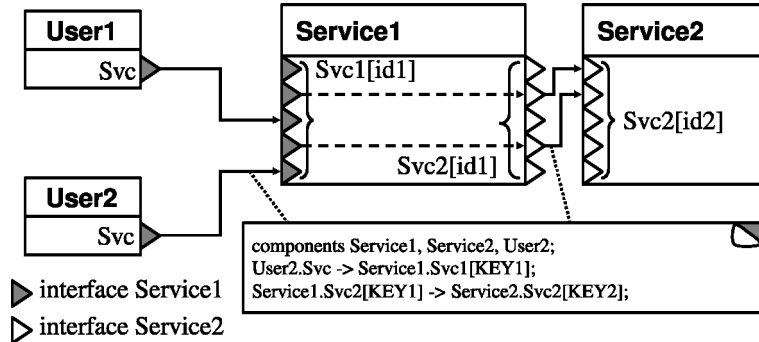 User1
Service1
Service2
Svc
Svc1[id1]
Svc2[id2]
Svc2[id1]
User2
Svc
components Service1, Service2, User2;
User2.Svc -> Service1.Svc1[KEY1];
Service1.Svc2[KEY1] -> Service2.Svc2[KEY2];
interface Service1
interface Service2